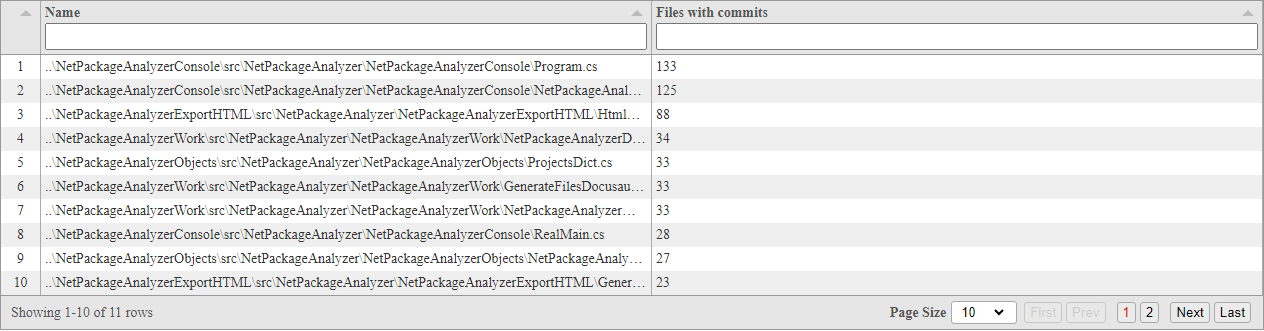 Name Files with commits
1 ..\NetPackageAnalyzerConsole\src\NetPackageAnalyzer\NetPackageAnalyzerConsole\Program.cs 133
2 ..\NetPackageAnalyzerConsole\src\NetPackageAnalyzer\NetPackageAnalyzerConsole\NetPackageAnal… 125
3 ..\NetPackageAnalyzerExportHTML\src\NetPackageAnalyzer\NetPackageAnalyzerExportHTML\Html… 88
4 ..\NetPackageAnalyzerWork\src\NetPackageAnalyzer\NetPackageAnalyzerWork\NetPackageAnalyzerD… 34
5 ..\NetPackageAnalyzerObjects\src\NetPackageAnalyzer\NetPackageAnalyzerObjects\ProjectsDict.cs 33
6 ..\NetPackageAnalyzerWork\src\NetPackageAnalyzer\NetPackageAnalyzerWork\GenerateFilesDocusau… 33
7 ..\NetPackageAnalyzerWork\src\NetPackageAnalyzer\NetPackageAnalyzerWork\NetPackageAnalyzer… 33
8 ..\NetPackageAnalyzerConsole\src\NetPackageAnalyzer\NetPackageAnalyzerConsole\RealMain.cs 28
9 ..\NetPackageAnalyzerObjects\src\NetPackageAnalyzer\NetPackageAnalyzerObjects\NetPackageAnaly… 27
10 ..\NetPackageAnalyzerExportHTML\src\NetPackageAnalyzer\NetPackageAnalyzerExportHTML\Gener… 23
Showing 1-10 of 11 rows Page Size 10 First Prev 1 2 Next Last